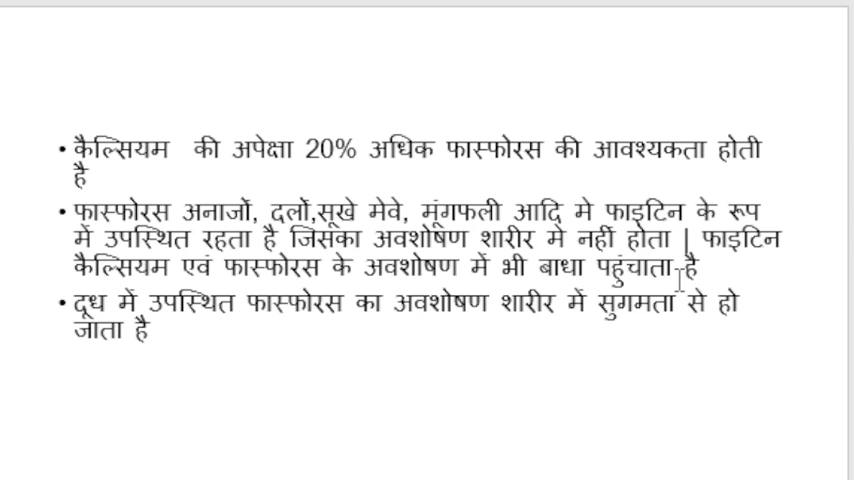 • कैल्सियम की अपेक्षा 20% अधिक फास्फोरस की आवश्यकता होती
है
• फास्फोरस अनाजों, दलों,सूखे मेवे, मूंगफली आदि मे फाइटिन के रूप
में उपस्थित रहता है जिसका अवशोषण शारीर मे नहीं होता | फाइटिन
कैल्सियम एवं फास्फोरस के अवशोषण में भी बाधा पहुंचाता है
• दूध में उपस्थित फास्फोरस का अवशोषण शारीर में सुगमता से हो
जाता है